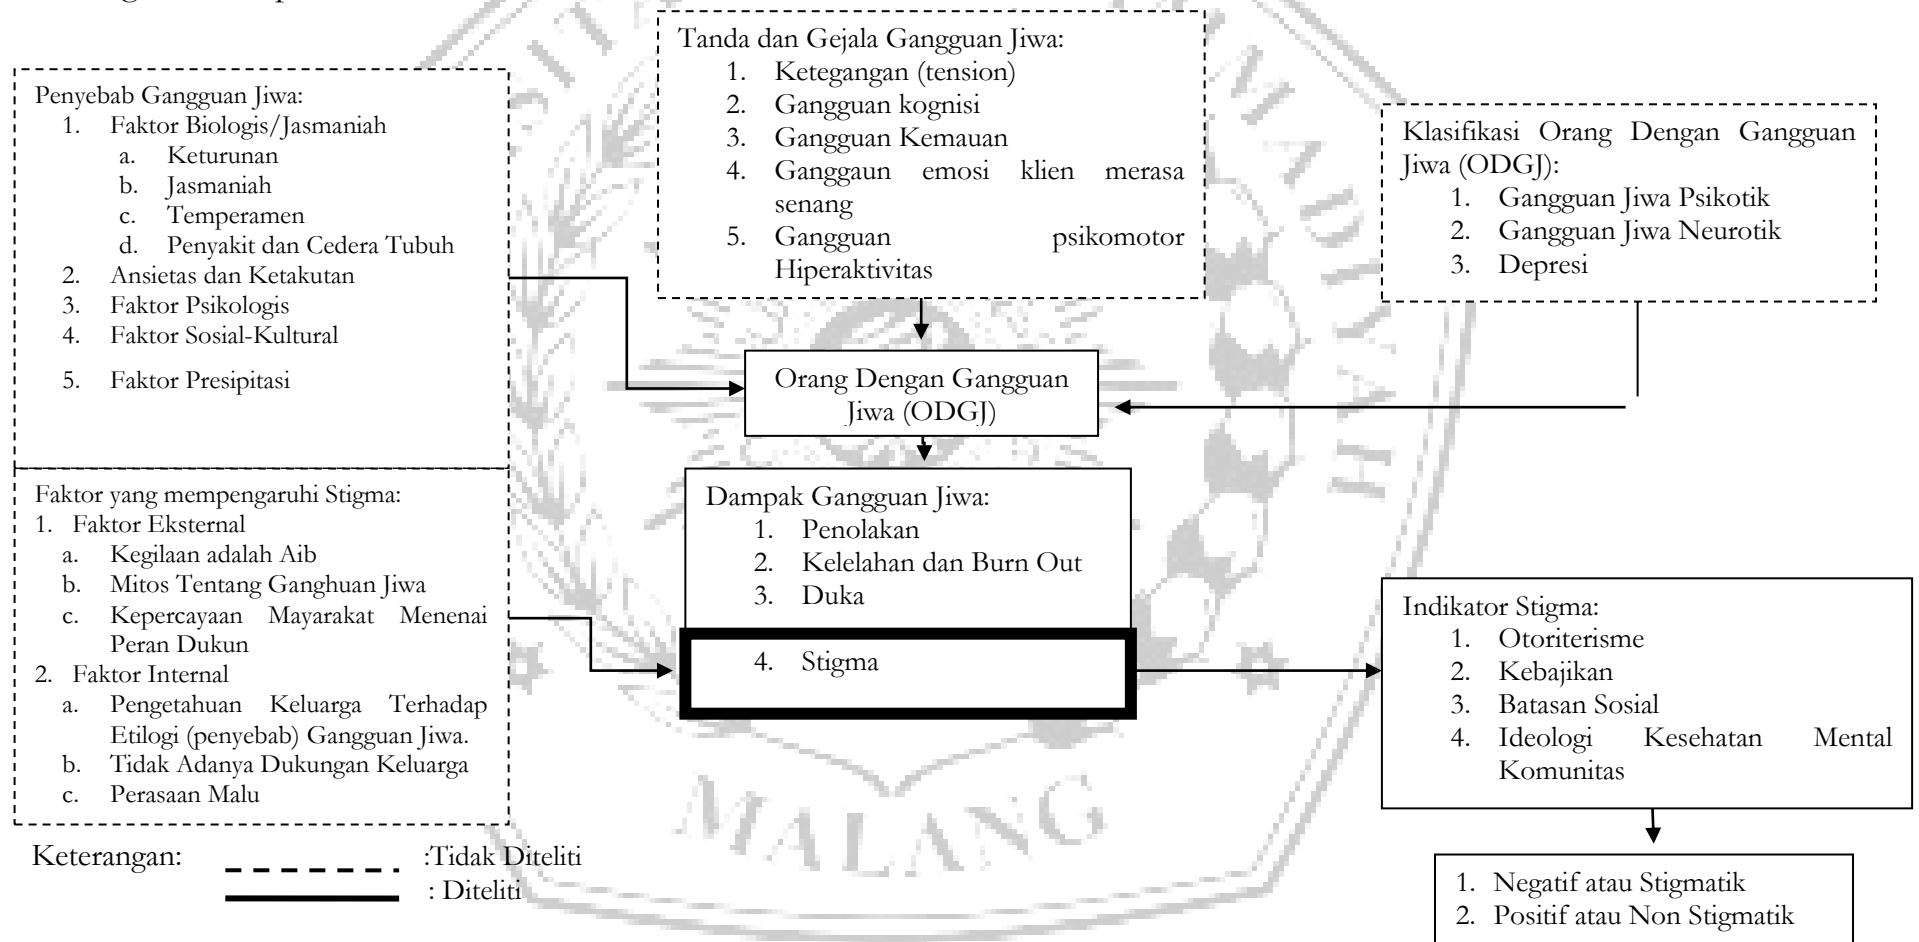 Tanda dan Gejala Gangguan Jiwa:
1. Ketegangan (tension)
2. Gangguan kognisi
3. Gangguan Kemauan
4. Ganggaun emosi klien merasa
senang
5. Gangguan psikomotor
Hiperaktivitas
Penyebab Gangguan Jiwa:
1. Faktor Biologis/Jasmaniah
a. Keturunan
b. Jasmaniah
c. Temperamen
d. Penyakit dan Cedera Tubuh
2. Ansietas dan Ketakutan
3. Faktor Psikologis
4. Faktor Sosial-Kultural
5. Faktor Presipitasi
Klasifikasi Orang Dengan Gangguan
Jiwa (ODGJ):
1. Gangguan Jiwa Psikotik
2. Gangguan Jiwa Neurotik
3. Depresi
Orang Dengan Gangguan
Jiwa (ODGJ)
Faktor yang mempengaruhi Stigma:
1. Faktor Eksternal
a. Kegilaan adalah Aib
b. Mitos Tentang Ganghuan Jiwa
c. Kepercayaan Mayarakat Menenai
Peran Dukun
2. Faktor Internal
a. Pengetahuan Keluarga Terhadap
Etilogi (penyebab) Gangguan Jiwa.
b. Tidak Adanya Dukungan Keluarga
c. Perasaan Malu
Dampak Gangguan Jiwa:
1. Penolakan
2. Kelelahan dan Burn Out
3. Duka
4. Stigma
Indikator Stigma:
1. Otoriterisme
2. Kebajikan
3. Batasan Sosial
4. Ideologi Kesehatan Mental
Komunitas
1. Negatif atau Stigmatik
2. Positif atau Non Stigmatik
Keterangan:
:Tidak Diteliti
: Diteliti
MALANG